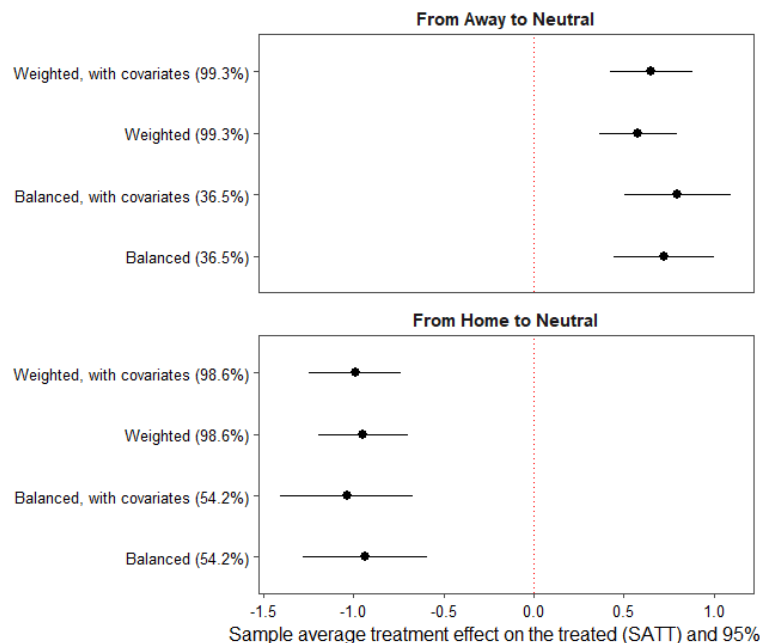 From Away to Neutral
Weighted, with covariates (99.3%)
Weighted (99.3%)
Balanced, with covariates (36.5%)
Balanced (36.5%)
From Home to Neutral
Weighted, with covariates (98.6%)
Weighted (98.6%)
Balanced, with covariates (54.2%)
Balanced (54.2%)
-1.5 -1.0 -0.5 0.0 0.5 1.0
Sample average treatment effect on the treated (SATT) and 95%